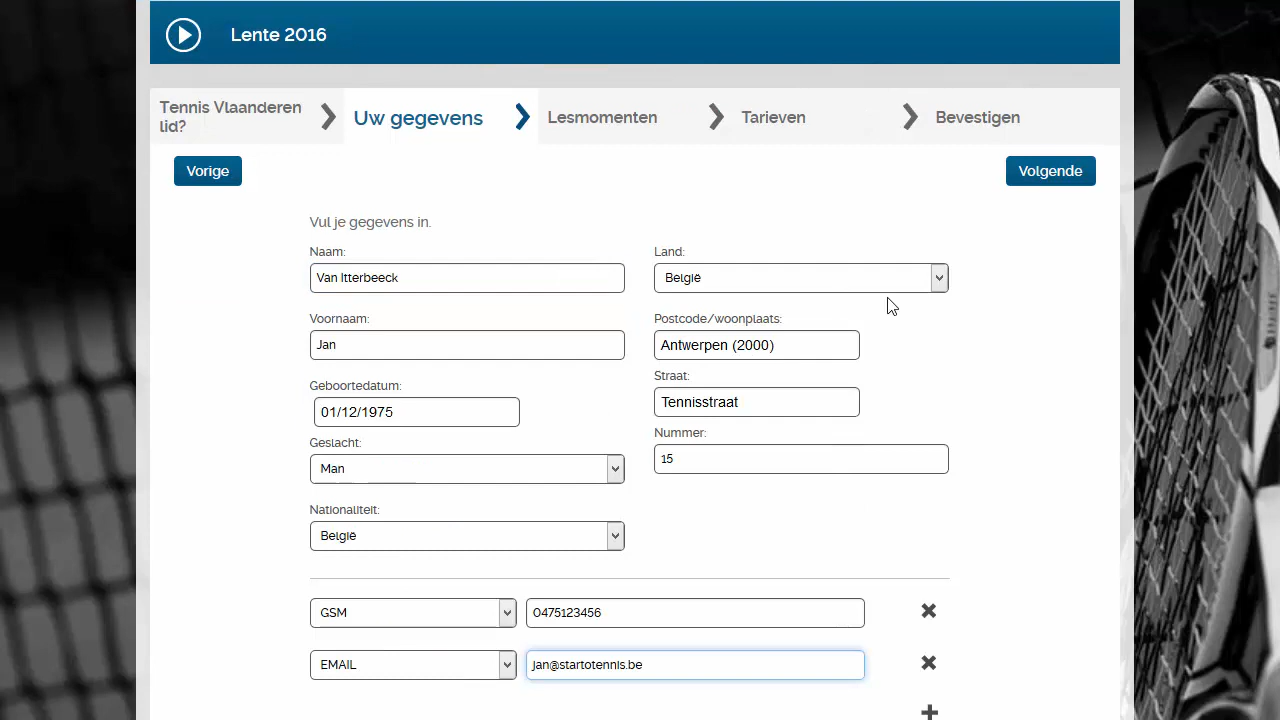 Lente 2016
Tennis Vlaanderen
lid?
Uw gegevens
Lesmomenten
Tarieven
Bevestigen
Vorige
Volgende
Vul je gegevens in.
Naam:
Van Itterbeeck
Land:
België
Voornaam:
Jan
Postcode/woonplaats:
Antwerpen (2000)
Geboortedatum:
01/12/1975
Straat:
Tennisstraat
Geslacht:
Man
Nummer:
15
Nationaliteit:
België
GSM
0475123456
EMAIL
jan@startotennis.be